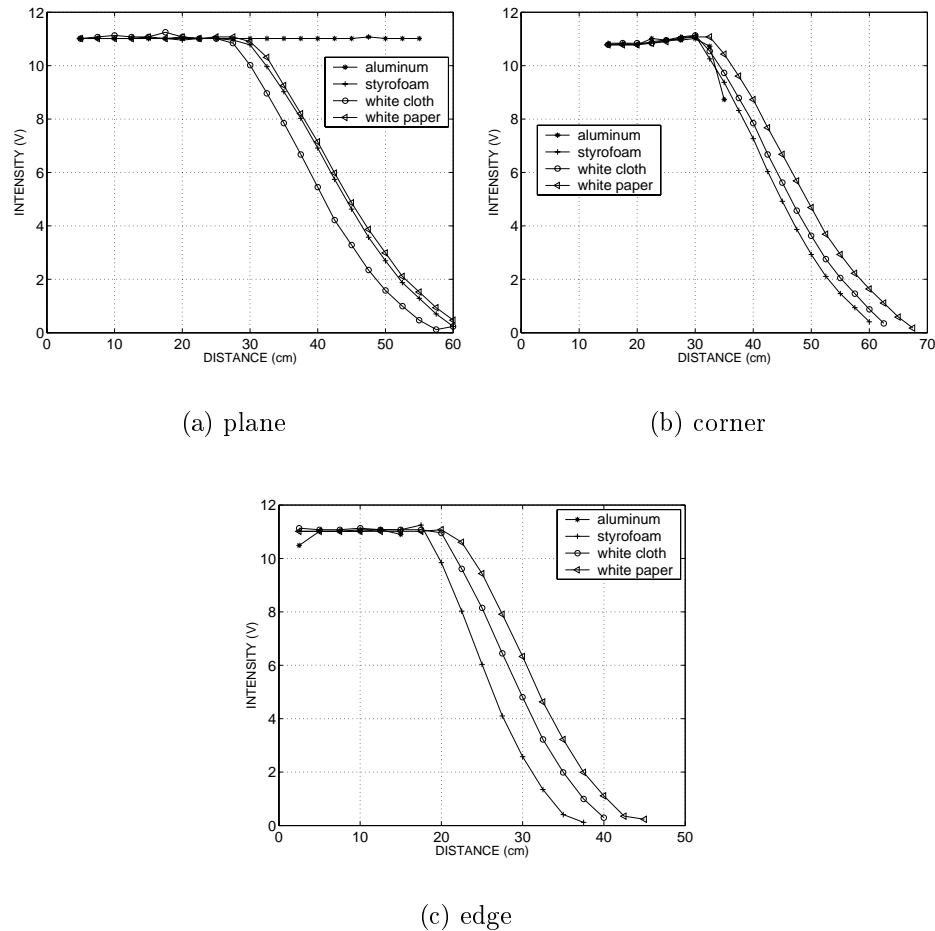 12
10
8
6
4
2
0
INTENSITY (V)
aluminum
styrofoam
white cloth
white paper
0 10 20 30 40 50 60
DISTANCE (cm)
(a) plane
12
10
8
6
4
2
0
INTENSITY (V)
aluminum
styrofoam
white cloth
white paper
0 10 20 30 40 50 60 70
DISTANCE (cm)
(b) corner
12
10
8
6
4
2
0
INTENSITY (V)
aluminum
styrofoam
white cloth
white paper
0 10 20 30 40 50
DISTANCE (cm)
(c) edge